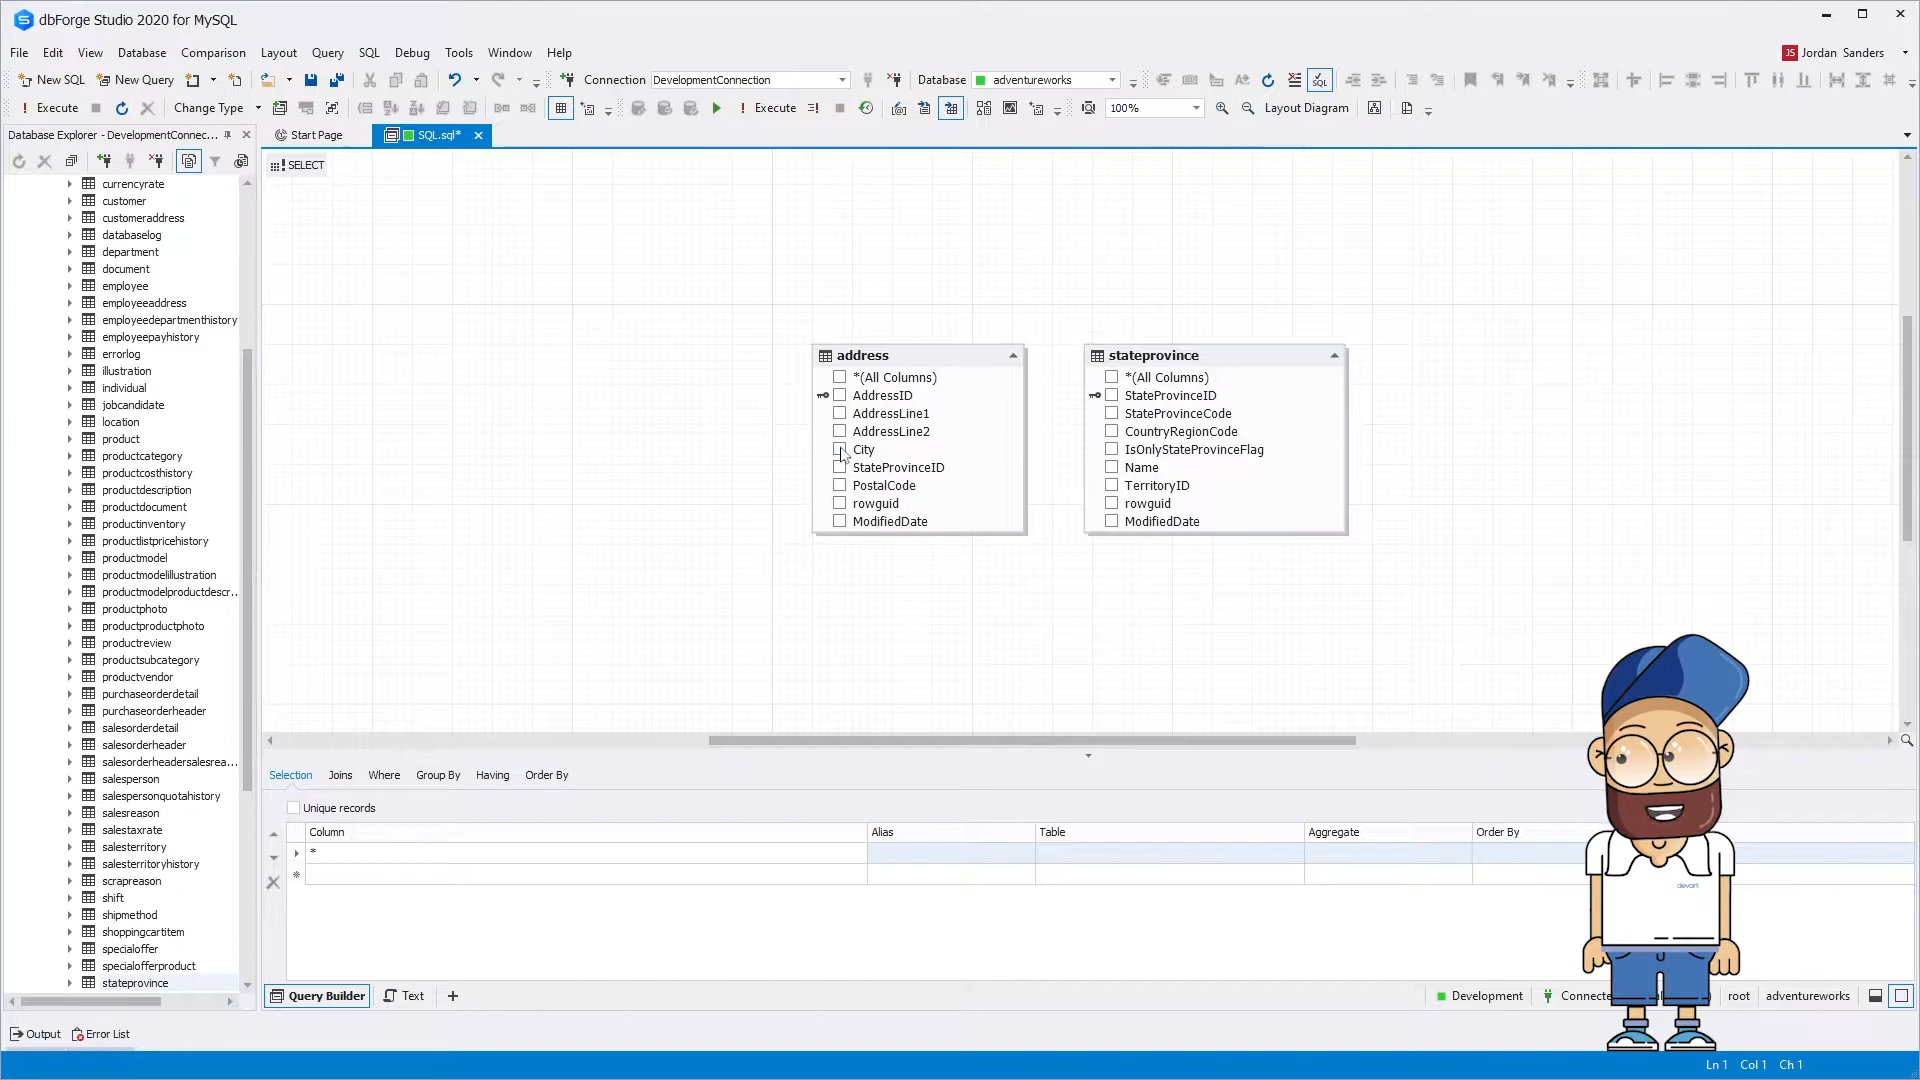 dbForge Studio 2020 for MySQL
File Edit View Database Comparison Layout Query SQL Debug Tools Window Help
JS Jordan Sanders
New SQL New Query Connection DevelopmentConnection Database adventureworks
Execute Change Type Execute 100% Layout Diagram
Database Explorer - DevelopmentConnec...
Start Page SQL.sql*
currencyrate
customer
customeraddress
databaselog
department
document
employee
employeeaddress
employeedepartmenthistory
employeepayhistory
errorlog
illustration
individual
jobcandidate
location
product
productcategory
productcosthistory
productdescription
productdocument
productinventory
productlistpricehistory
productmodel
productmodelillustration
productmodelproductdescr..
productphoto
productproductphoto
productreview
productsubcategory
productvendor
purchaseorderdetail
purchaseorderheader
salesorderdetail
salesorderheader
salesorderheadersalesrea...
salesperson
salespersonquotahistory
salesreason
salestaxrate
salesterritory
salesterritoryhistory
scrapreason
shift
shipmethod
shoppingcartitem
specialoffer
specialofferproduct
stateprovince
SELECT
address
*(All Columns)
AddressID
AddressLine1
AddressLine2
City
StateProvinceID
PostalCode
rowguid
ModifiedDate
stateprovince
*(All Columns)
StateProvinceID
StateProvinceCode
CountryRegionCode
IsOnlyStateProvinceFlag
Name
TerritoryID
rowguid
ModifiedDate
Selection Joins Where Group By Having Order By
Unique records
Column Alias Table Aggregate Order By
*
devart
Query Builder Text +
Development Connecte root adventureworks
Output Error List
Ln 1 Col 1 Ch 1